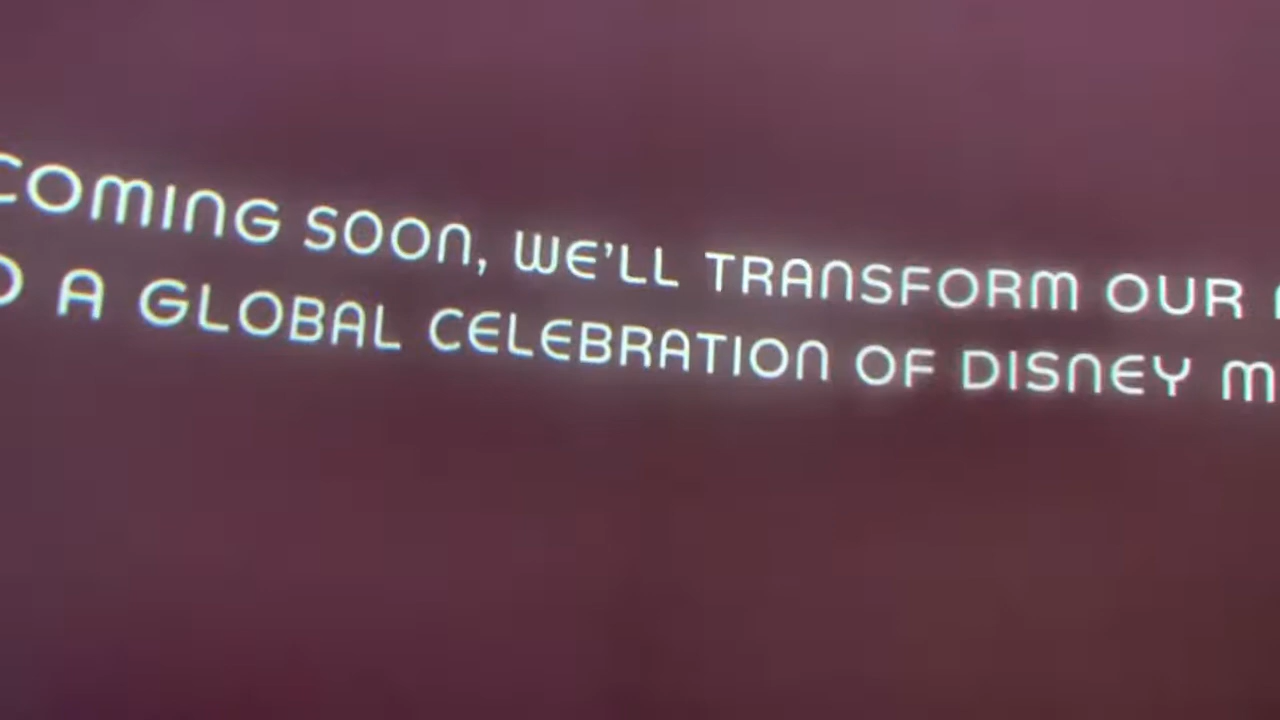 COMING SOON, WE'LL TRANSFORM OUR
A GLOBAL CELEBRATION OF DISNEY